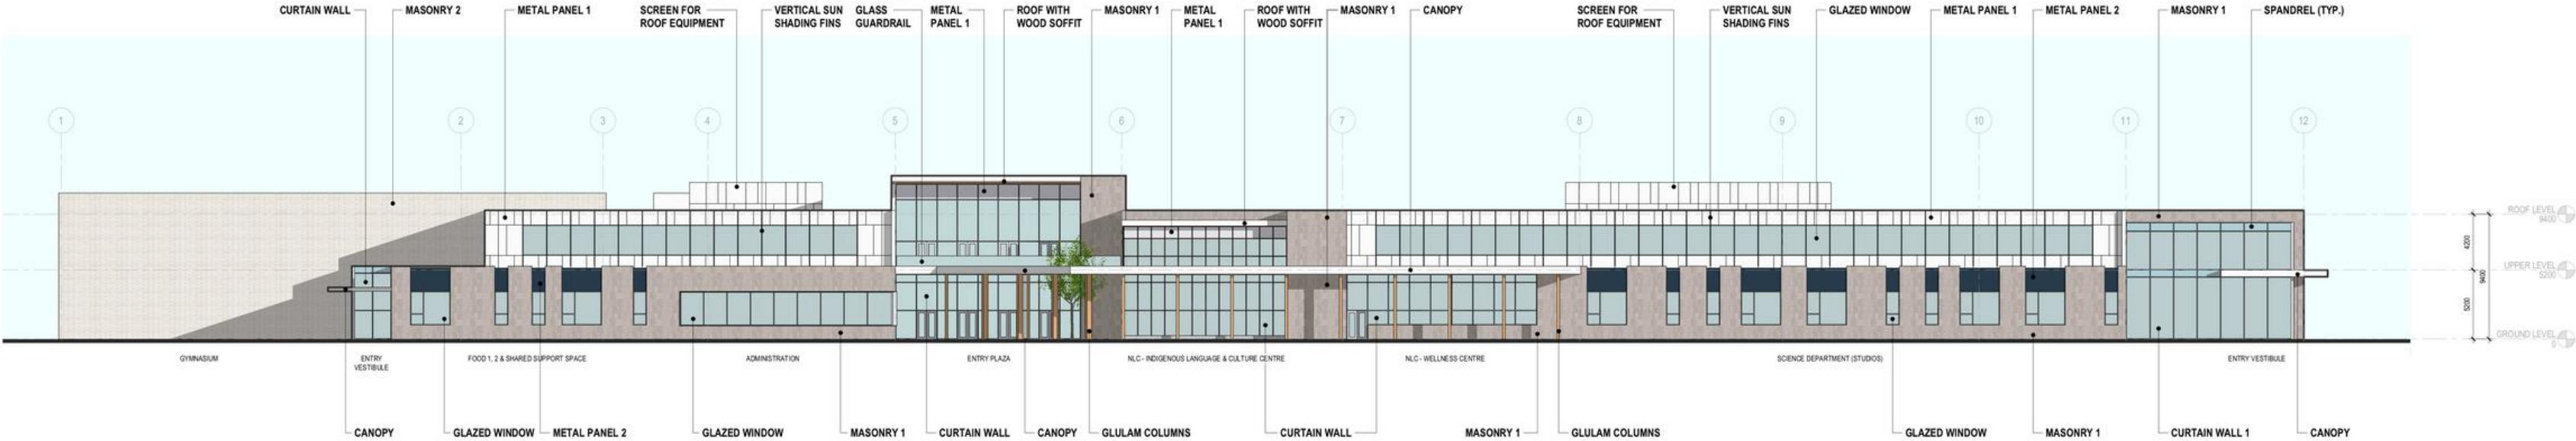 CURTAIN WALL
MASONRY 2
METAL PANEL 1
SCREEN FOR
ROOF EQUIPMENT
VERTICAL SUN
SHADING FINS
GLASS
GUARDRAIL
METAL
PANEL 1
ROOF WITH
WOOD SOFFIT
MASONRY 1
METAL
PANEL 1
ROOF WITH
WOOD SOFFIT
MASONRY 1
CANOPY
SCREEN FOR
ROOF EQUIPMENT
VERTICAL SUN
SHADING FINS
GLAZED WINDOW
METAL PANEL 1
METAL PANEL 2
MASONRY 1
SPANDREL (TYP.)
1
2
3
4
5
6
7
8
9
10
11
12
ROOF LEVEL
9400
4200
UPPER LEVEL
5200
9400
5200
GROUND LEVEL
0
GYMNASIUM
ENTRY
VESTIBULE
FOOD 1, 2 & SHARED SUPPORT SPACE
ADMINISTRATION
ENTRY PLAZA
NLC - INDIGENOUS LANGUAGE & CULTURE CENTRE
NLC - WELLNESS CENTRE
SCIENCE DEPARTMENT (STUDIOS)
ENTRY VESTIBULE
CANOPY
GLAZED WINDOW
METAL PANEL 2
GLAZED WINDOW
MASONRY 1
CURTAIN WALL
CANOPY
GLULAM COLUMNS
CURTAIN WALL
MASONRY 1
GLULAM COLUMNS
GLAZED WINDOW
MASONRY 1
CURTAIN WALL 1
CANOPY